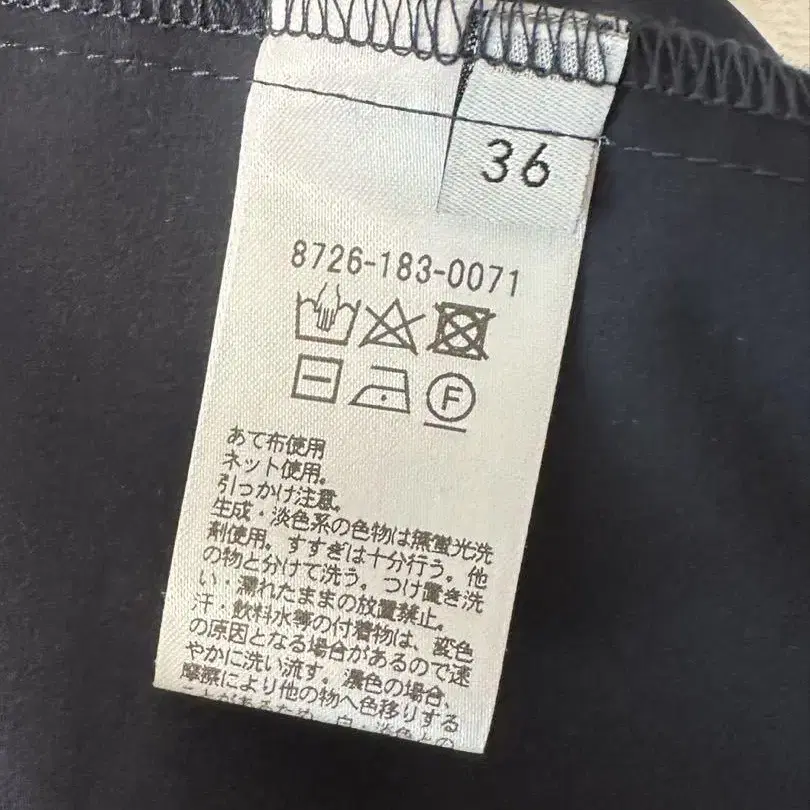 36
8726-183-0071
F
あて布使用
ネット使用。
引っかけ注意。
生成・淡色系の色物は無蛍光洗
剤使用。すすぎは十分行う。他
の物と分けて洗う。つけ置き洗
い・濡れたままの放置禁止。
汗・飲料水等の付着物は、変色
の原因となる場合があるので速
やかに洗い流す。濃色の場合、
摩擦により他の物へ色移りする